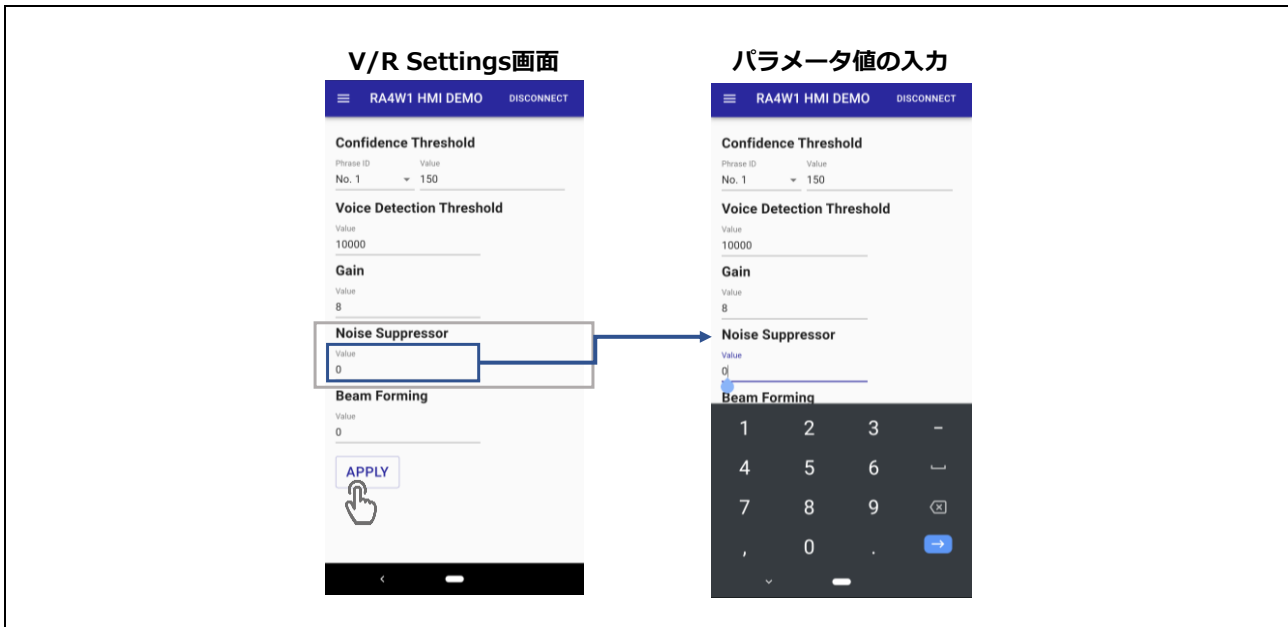 V/R Settings画面
RA4W1 HMI DEMO DISCONNECT
Confidence Threshold
Phrase ID Value
No. 1 150
Voice Detection Threshold
Value
10000
Gain
Value
8
Noise Suppressor
Value
0
Beam Forming
Value
0
APPLY
パラメータ値の入力
RA4W1 HMI DEMO DISCONNECT
Confidence Threshold
Phrase ID Value
No. 1 150
Voice Detection Threshold
Value
10000
Gain
Value
8
Noise Suppressor
Value
0
Beam Forming
1 2 3 -
4 5 6
7 8 9
, 0 .